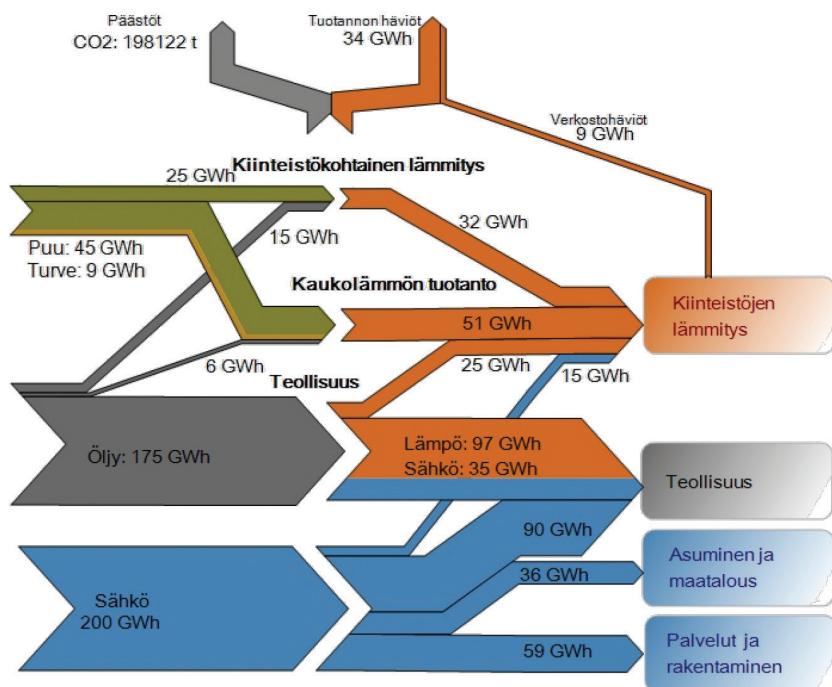 Päästöt
CO2: 198122 t
Tuotannon häviöt
34 GWh
Verkostohäviöt
9 GWh
Kiinteistökohtainen lämmitys
25 GWh
15 GWh
32 GWh
Puu: 45 GWh
Turve: 9 GWh
Kaukolämmön tuotanto
51 GWh
Kiinteistöjen
lämmitys
6 GWh
25 GWh
15 GWh
Teollisuus
Öljy: 175 GWh
Lämpö: 97 GWh
Sähkö: 35 GWh
Teollisuus
90 GWh
36 GWh
Asuminen ja
maatalous
Sähkö
200 GWh
59 GWh
Palvelut ja
rakentaminen